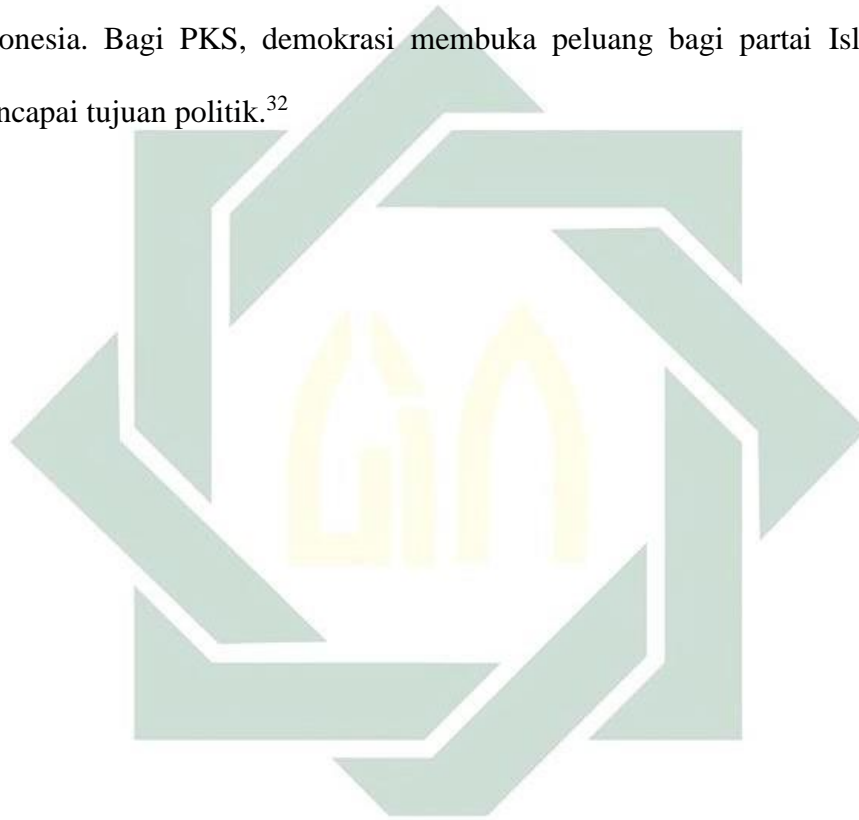 onesia. Bagi PKS, demokrasi membuka peluang bagi partai Isl
ncapai tujuan politik.³²